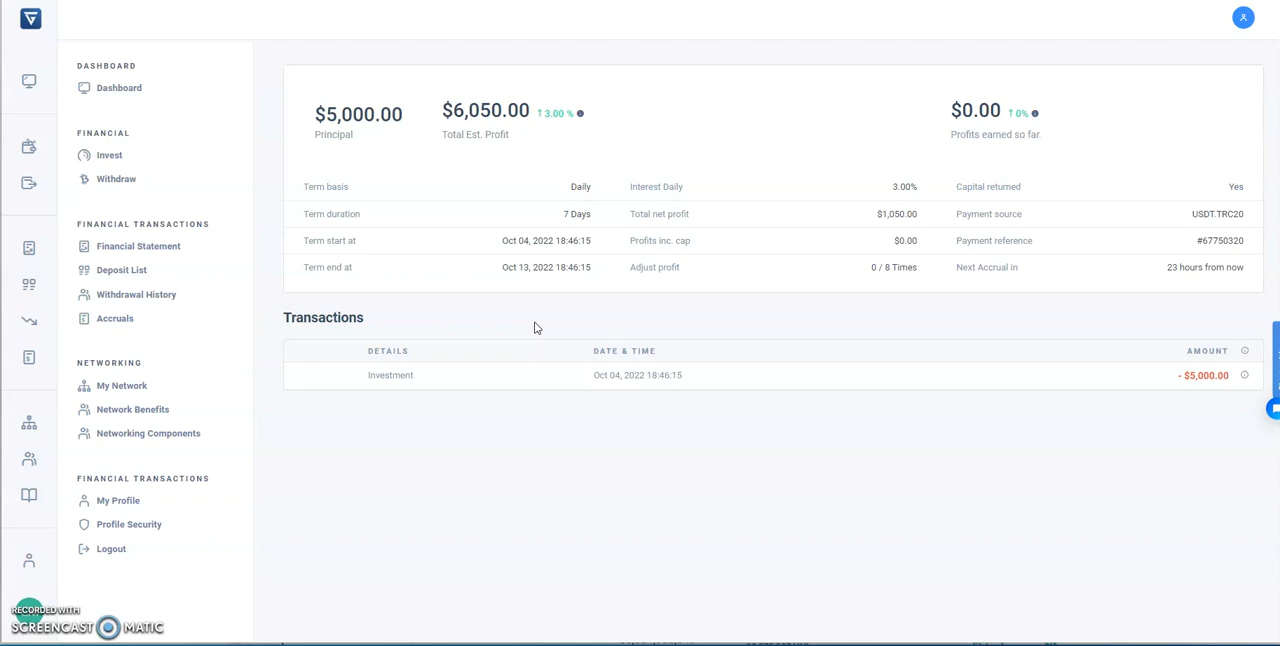 DASHBOARD
Dashboard
FINANCIAL
Invest
Withdraw
FINANCIAL TRANSACTIONS
Financial Statement
Deposit List
Withdrawal History
Accruals
NETWORKING
My Network
Network Benefits
Networking Components
FINANCIAL TRANSACTIONS
My Profile
Profile Security
Logout
$5,000.00
Principal
$6,050.00 ↑ 3.00 %
Total Est. Profit
$0.00 ↑ 0%
Profits earned so far.
Term basis Daily Interest Daily 3.00% Capital returned Yes
Term duration 7 Days Total net profit $1,050.00 Payment source USDT.TRC20
Term start at Oct 04, 2022 18:46:15 Profits inc. cap $0.00 Payment reference #67750320
Term end at Oct 13, 2022 18:46:15 Adjust profit 0 / 8 Times Next Accrual in 23 hours from now
Transactions
DETAILS DATE & TIME AMOUNT
Investment Oct 04, 2022 18:46:15 - $5,000.00
RECORDED WITH
SCREENCAST MATIC